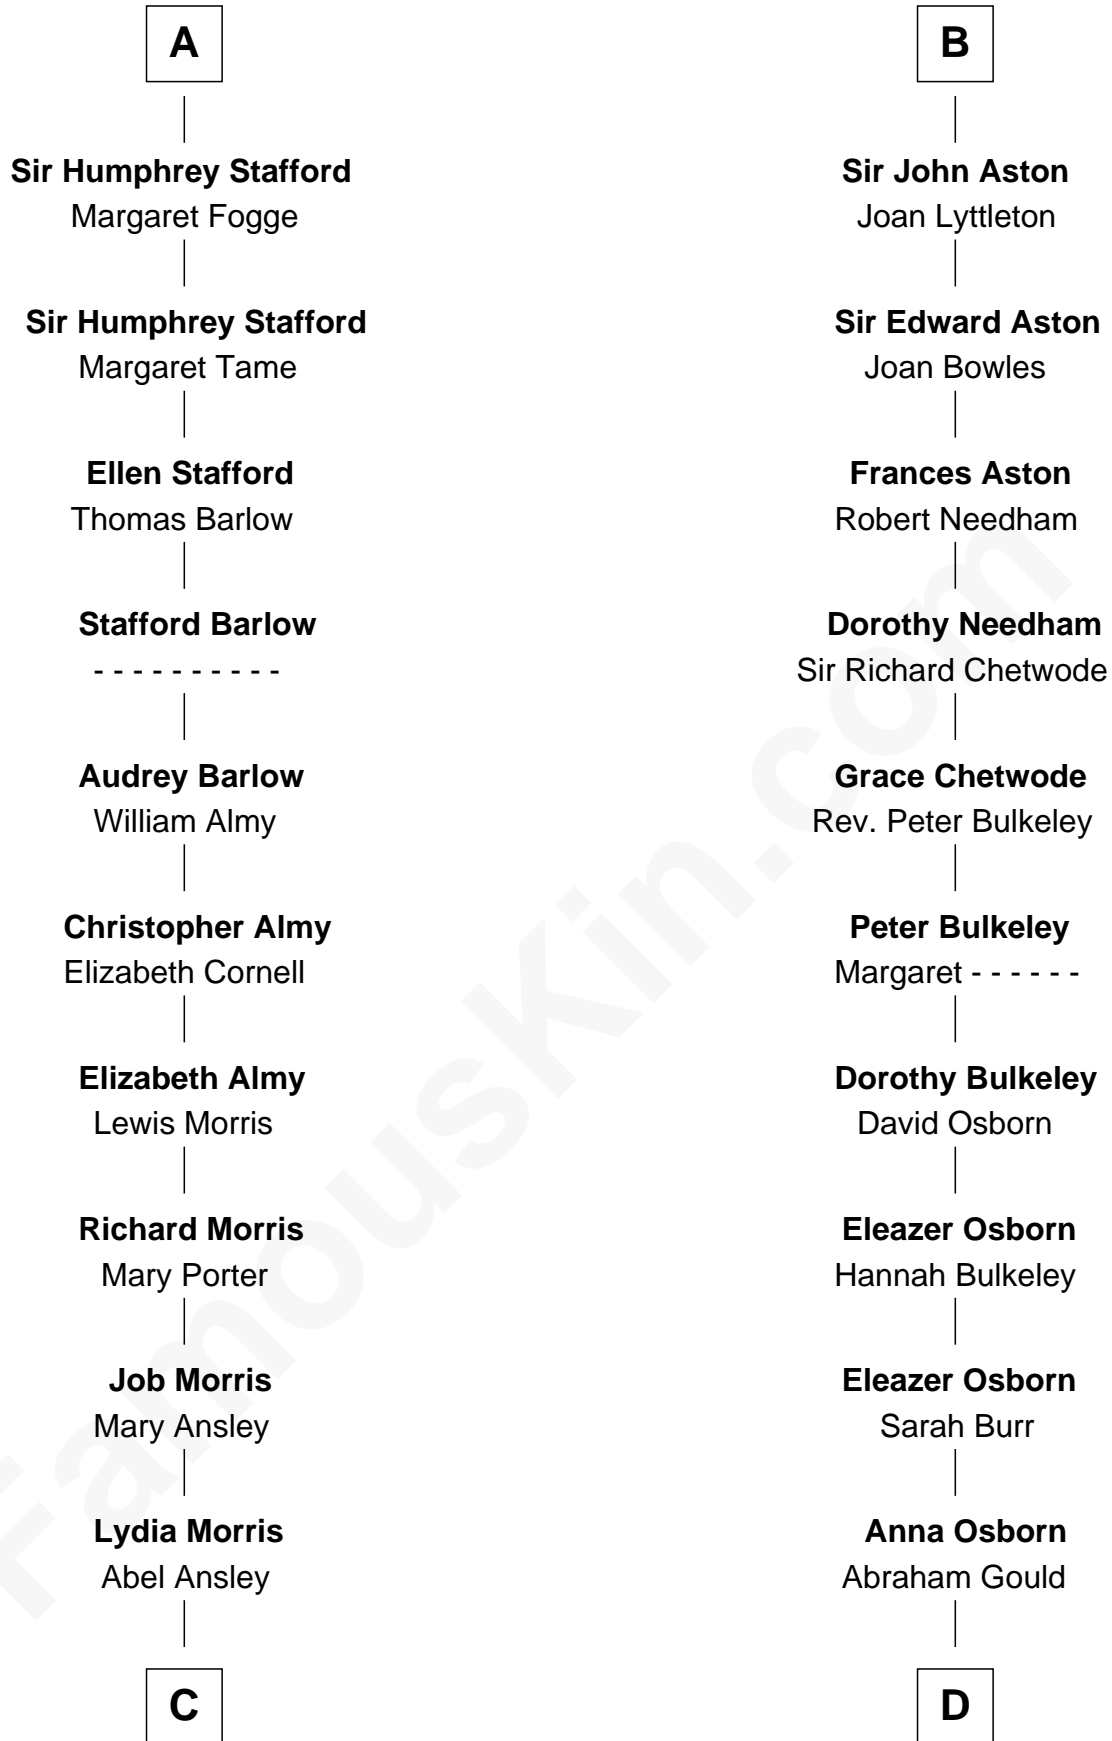 A
Sir Humphrey Stafford
Margaret Fogge
Sir Humphrey Stafford
Margaret Tame
Ellen Stafford
Thomas Barlow
Stafford Barlow
- - - - - - - - - -
Audrey Barlow
William Almy
Christopher Almy
Elizabeth Cornell
Elizabeth Almy
Lewis Morris
Richard Morris
Mary Porter
Job Morris
Mary Ansley
Lydia Morris
Abel Ansley
C
B
Sir John Aston
Joan Lyttleton
Sir Edward Aston
Joan Bowles
Frances Aston
Robert Needham
Dorothy Needham
Sir Richard Chetwode
Grace Chetwode
Rev. Peter Bulkeley
Peter Bulkeley
Margaret - - - - - -
Dorothy Bulkeley
David Osborn
Eleazer Osborn
Hannah Bulkeley
Eleazer Osborn
Sarah Burr
Anna Osborn
Abraham Gould
D
FamousKin.com